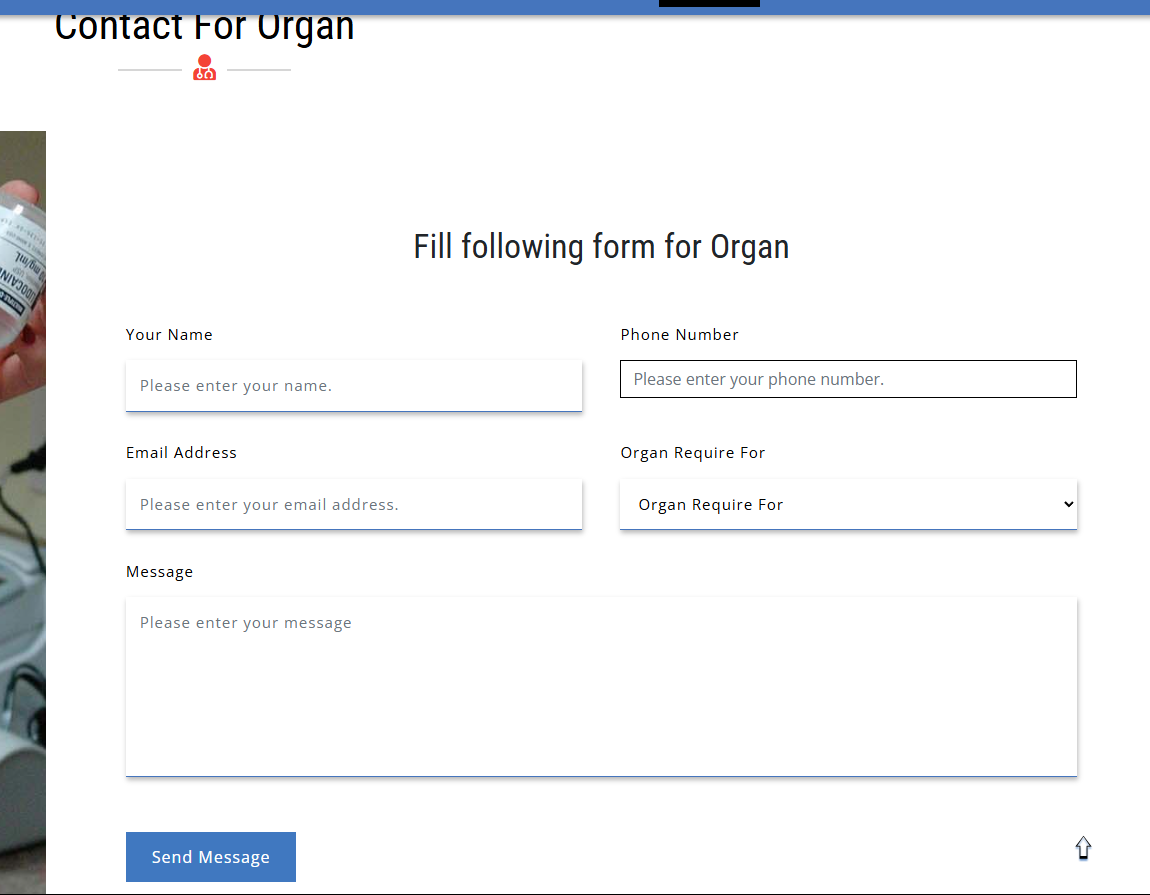 Contact For Organ
Fill following form for Organ
Your Name
Phone Number
Please enter your name.
Please enter your phone number.
Email Address
Organ Require For
Please enter your email address.
Organ Require For
Message
Please enter your message
Send Message